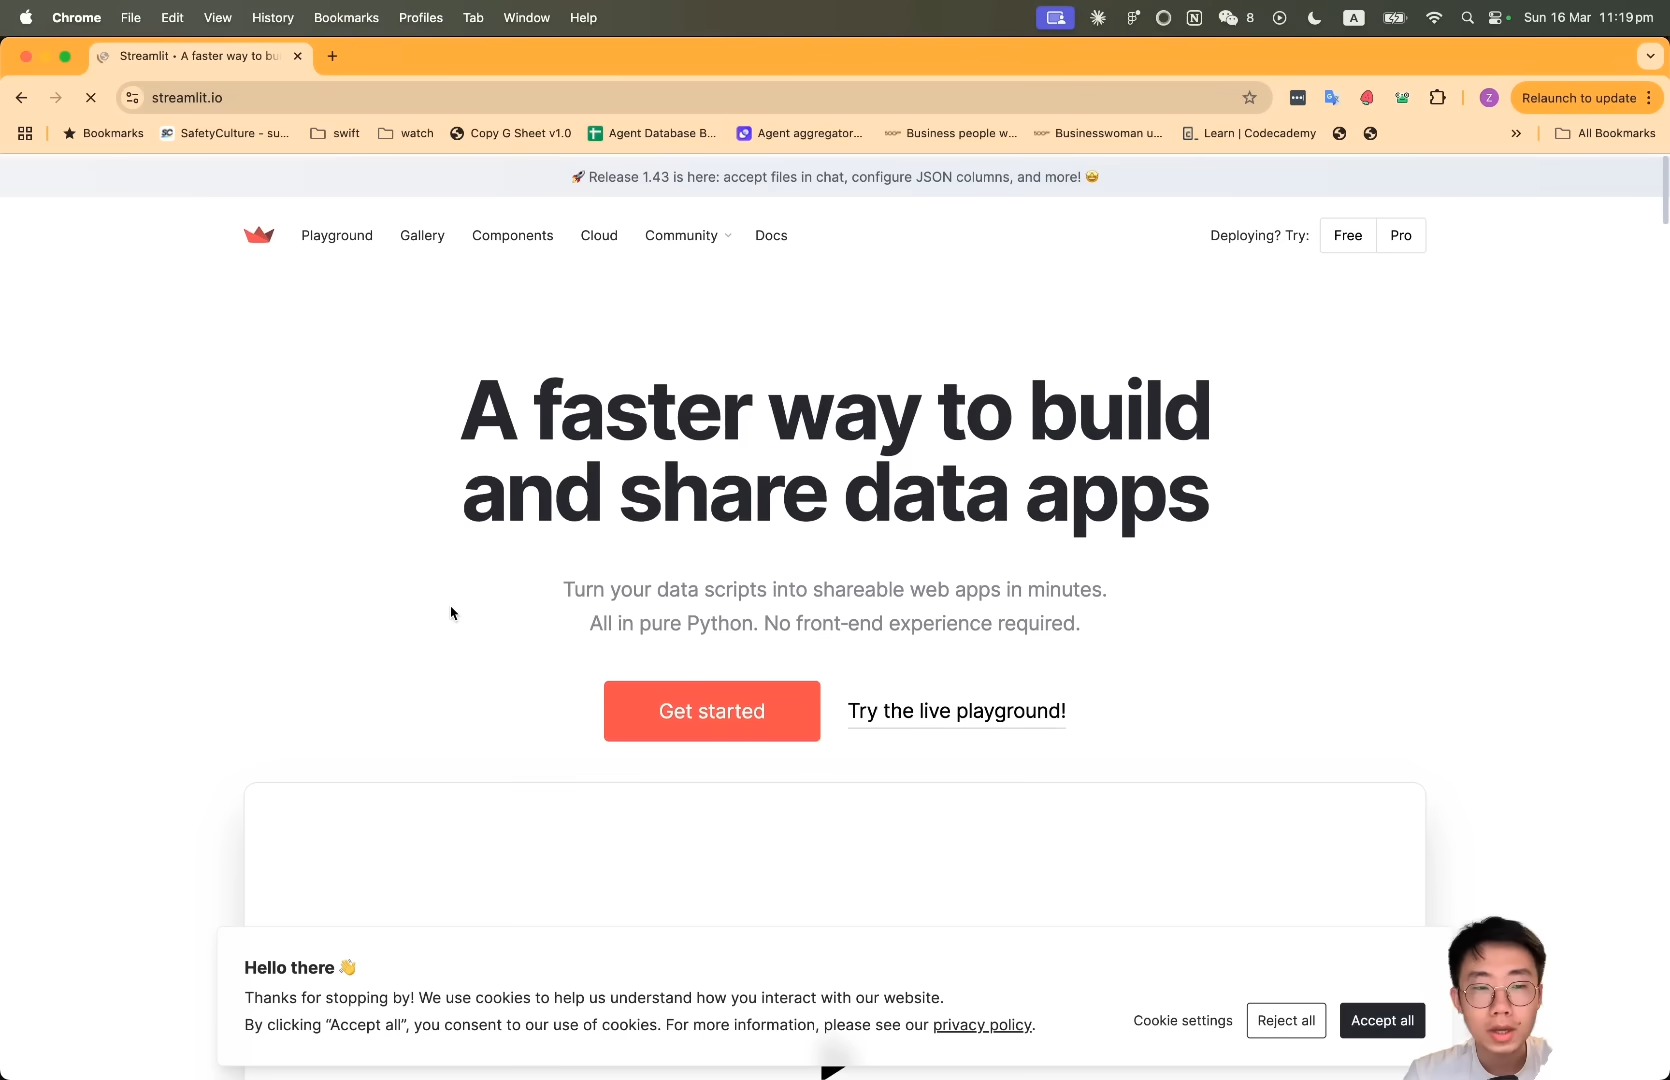 Chrome File Edit View History Bookmarks Profiles Tab Window Help
A 8 Sun 16 Mar 11:19 pm
Streamlit • A faster way to bu
streamlit.io
Z Relaunch to update
Bookmarks SafetyCulture - su... swift watch Copy G Sheet v1.0 Agent Database B... Agent aggregator... Business people w... Businesswoman u... Learn | Codecademy » All Bookmarks
🚀 Release 1.43 is here: accept files in chat, configure JSON columns, and more! 🤩
Playground Gallery Components Cloud Community Docs Deploying? Try: Free Pro
A faster way to build
and share data apps
Turn your data scripts into shareable web apps in minutes.
All in pure Python. No front-end experience required.
Get started Try the live playground!
Hello there 👋
Thanks for stopping by! We use cookies to help us understand how you interact with our website.
By clicking “Accept all”, you consent to our use of cookies. For more information, please see our privacy policy.
Cookie settings Reject all Accept all